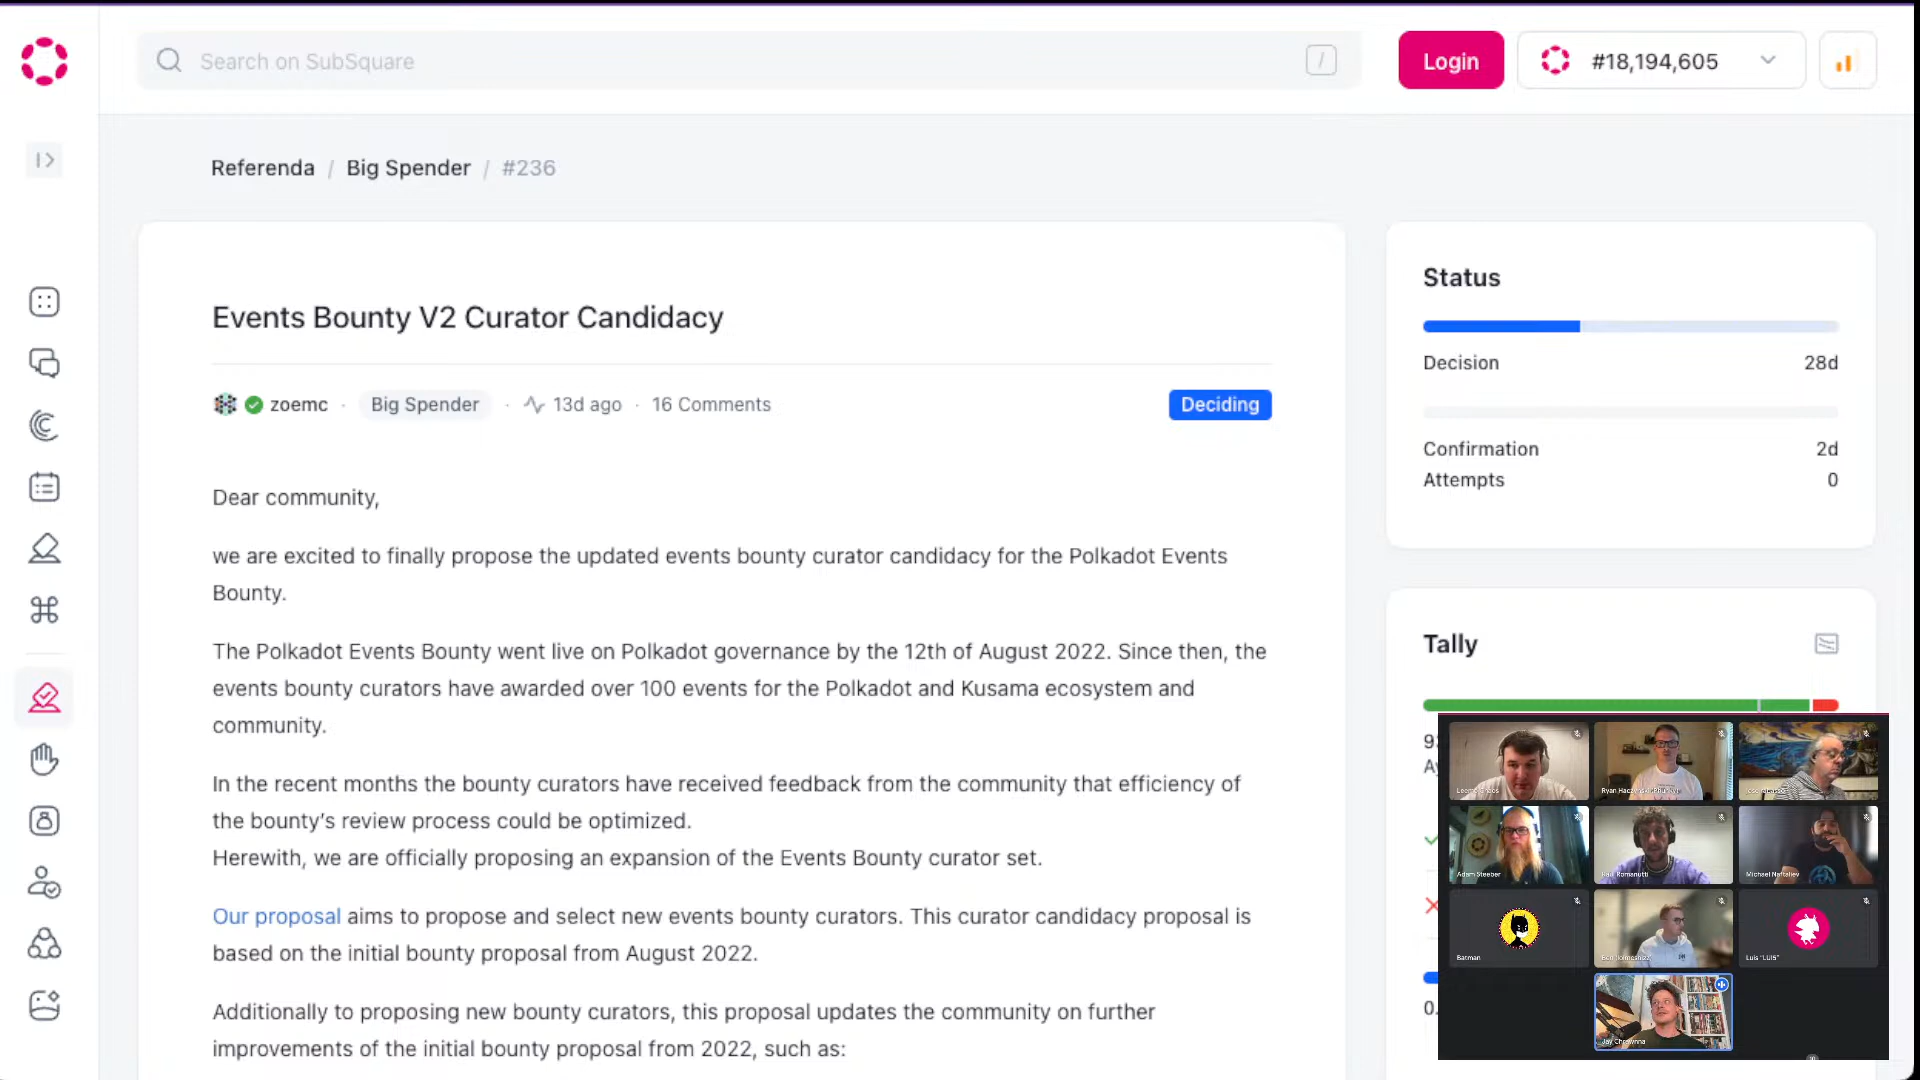 Search on SubSquare
/
Login
#18,194,605
Referenda / Big Spender / #236
Events Bounty V2 Curator Candidacy
zoemc · Big Spender · 13d ago · 16 Comments
Deciding
Dear community,
we are excited to finally propose the updated events bounty curator candidacy for the Polkadot Events
Bounty.
The Polkadot Events Bounty went live on Polkadot governance by the 12th of August 2022. Since then, the
events bounty curators have awarded over 100 events for the Polkadot and Kusama ecosystem and
community.
In the recent months the bounty curators have received feedback from the community that efficiency of
the bounty’s review process could be optimized.
Herewith, we are officially proposing an expansion of the Events Bounty curator set.
Our proposal aims to propose and select new events bounty curators. This curator candidacy proposal is
based on the initial bounty proposal from August 2022.
Additionally to proposing new bounty curators, this proposal updates the community on further
improvements of the initial bounty proposal from 2022, such as:
Status
Decision 28d
Confirmation 2d
Attempts 0
Tally
Adam Steeber
Michael Naftaliev
Batman
Luis "LUIS"